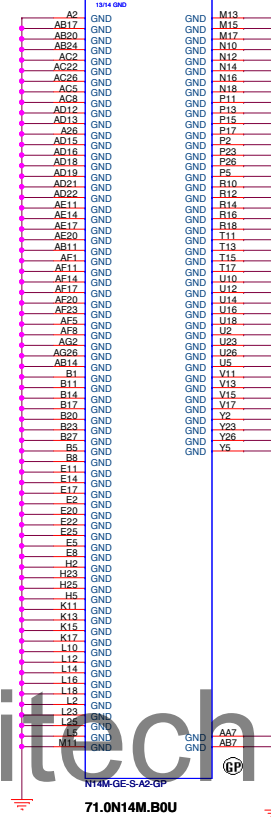 13/14 GND
A2 GND GND M13
AB17 GND GND M15
AB20 GND GND M17
AB24 GND GND N10
AC2 GND GND N12
AC22 GND GND N14
AC26 GND GND N16
AC5 GND GND N18
AC8 GND GND P11
AD12 GND GND P13
AD13 GND GND P15
A26 GND GND P17
AD15 GND GND P2
AD16 GND GND P23
AD18 GND GND P26
AD19 GND GND P5
AD21 GND GND R10
AD22 GND GND R12
AE11 GND GND R14
AE14 GND GND R16
AE17 GND GND R18
AE20 GND GND T11
AB11 GND GND T13
AF1 GND GND T15
AF11 GND GND T17
AF14 GND GND U10
AF17 GND GND U12
AF20 GND GND U14
AF23 GND GND U16
AF5 GND GND U18
AF8 GND GND U2
AG2 GND GND U23
AG26 GND GND U26
AB14 GND GND U5
B1 GND GND V11
B11 GND GND V13
B14 GND GND V15
B17 GND GND V17
B20 GND GND Y2
B23 GND GND Y23
B27 GND GND Y26
B5 GND GND Y5
B8 GND
E11 GND
E14 GND
E17 GND
E2 GND
E20 GND
E22 GND
E25 GND
E5 GND
E8 GND
H2 GND
H23 GND
H25 GND
H5 GND
K11 GND
K13 GND
K15 GND
K17 GND
L10 GND
L12 GND
L14 GND
L16 GND
L18 GND
L2 GND
L23 GND
L25 GND
L5 GND GND AA7
M11 GND GND AB7
itech
GP
N14M-GE-S-A2-GP
71.0N14M.B0U